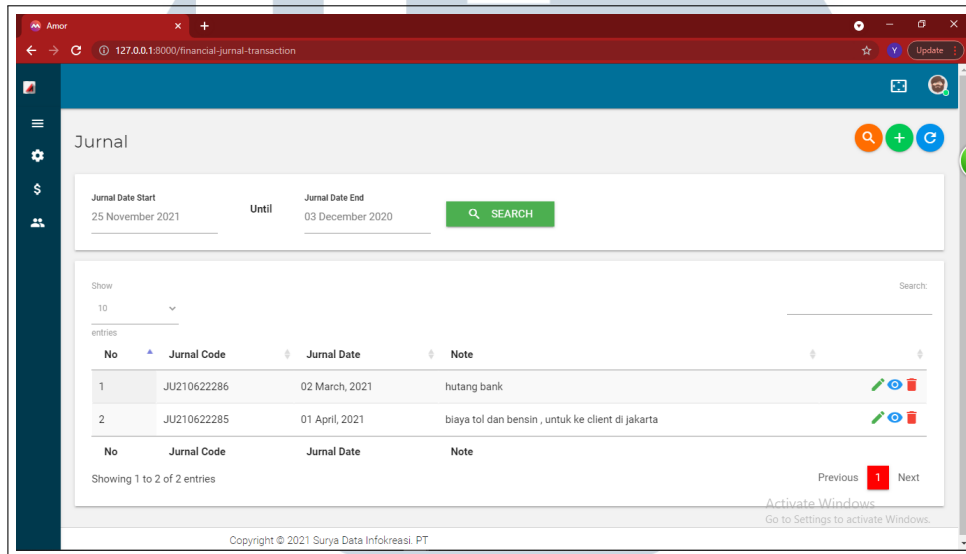 Amor
127.0.0.1:8000/financial-jurnal-transaction
Y Update
Jurnal
Jurnal Date Start
25 November 2021
Until
Jurnal Date End
03 December 2020
SEARCH
Show
10
entries
Search:
No Jurnal Code Jurnal Date Note
1 JU210622286 02 March, 2021 hutang bank
2 JU210622285 01 April, 2021 biaya tol dan bensin , untuk ke client di jakarta
No Jurnal Code Jurnal Date Note
Showing 1 to 2 of 2 entries
Previous 1 Next
Activate Windows
Go to Settings to activate Windows.
Copyright © 2021 Surya Data Infokreasi. PT